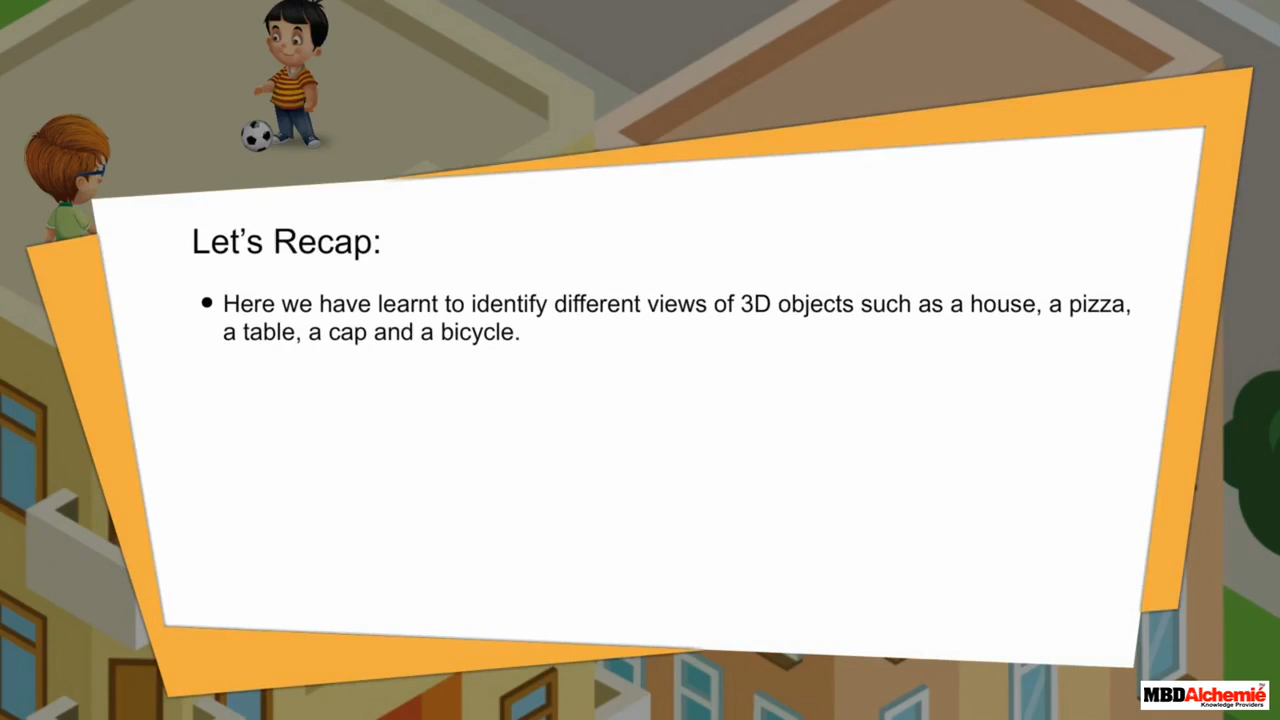 Let’s Recap:
● Here we have learnt to identify different views of 3D objects such as a house, a pizza,
a table, a cap and a bicycle.
MBDAlchemié
Knowledge Providers